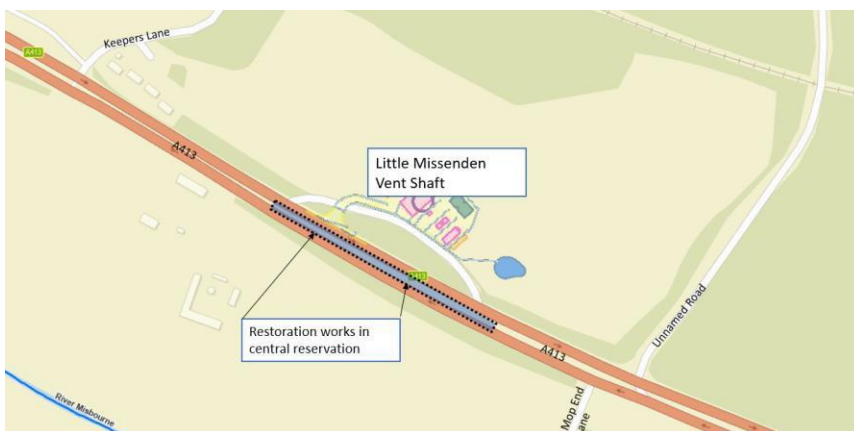 Keepers Lane
A413
A413
Little Missenden
Vent Shaft
A413
Restoration works in
central reservation
A413
Unnamed Road
River Misbourne
Mop End
Lane